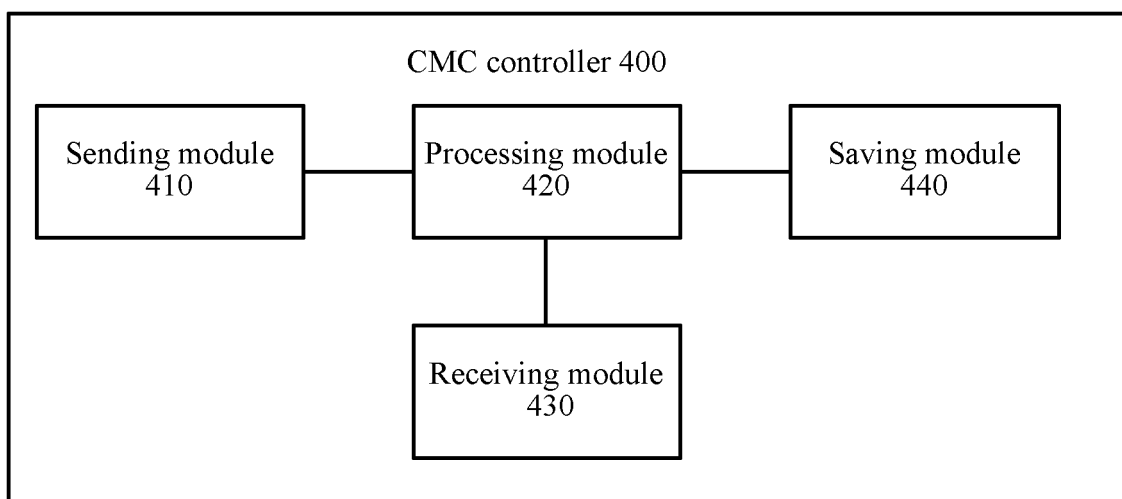 CMC controller 400
Sending module
410
Processing module
420
Saving module
440
Receiving module
430